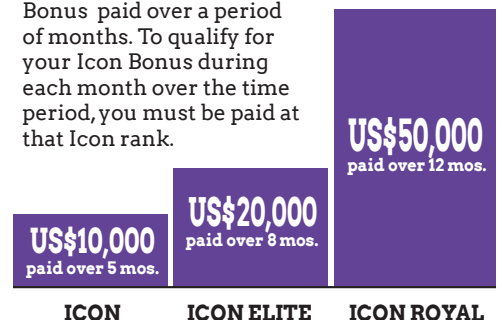 Bonus paid over a period
of months. To qualify for
your Icon Bonus during
each month over the time
period, you must be paid at
that Icon rank.
US$50,000
paid over 12 mos.
US$20,000
paid over 8 mos.
US$10,000
paid over 5 mos.
ICON
ICON ELITE
ICON ROYAL